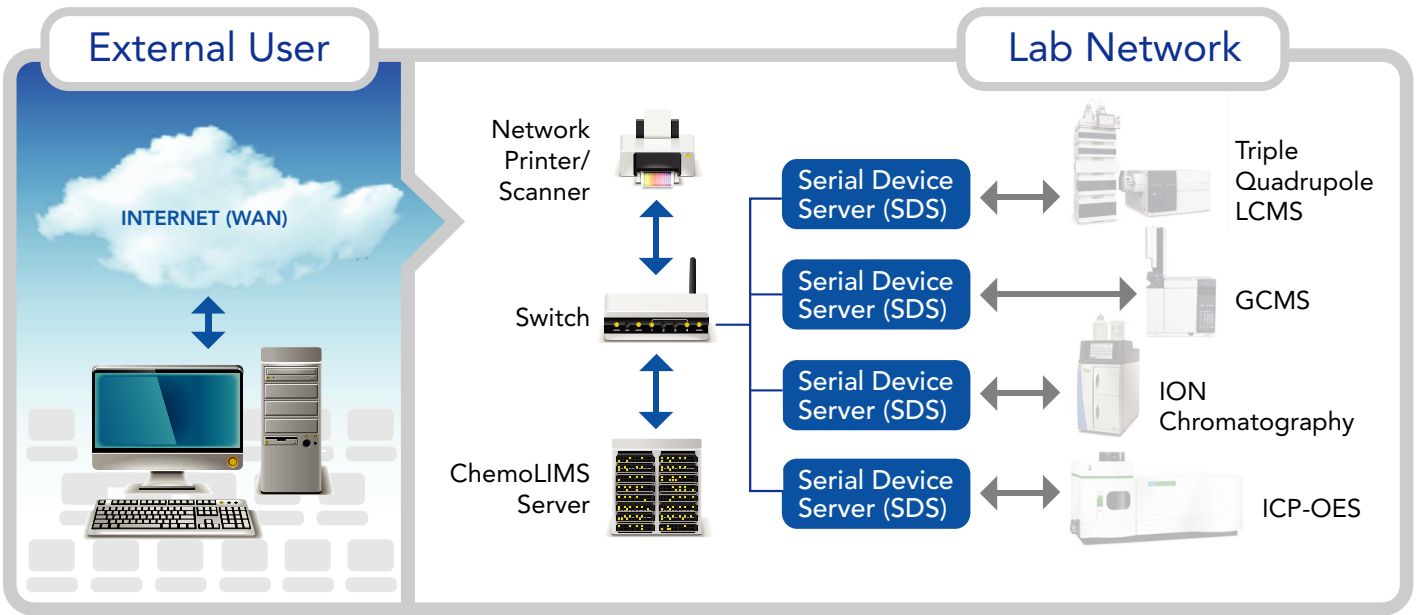 External User
Lab Network
INTERNET (WAN)
Network
Printer/
Scanner
Switch
ChemoLIMS
Server
Serial Device
Server (SDS)
Triple
Quadrupole
LCMS
Serial Device
Server (SDS)
GCMS
Serial Device
Server (SDS)
ION
Chromatography
Serial Device
Server (SDS)
ICP-OES